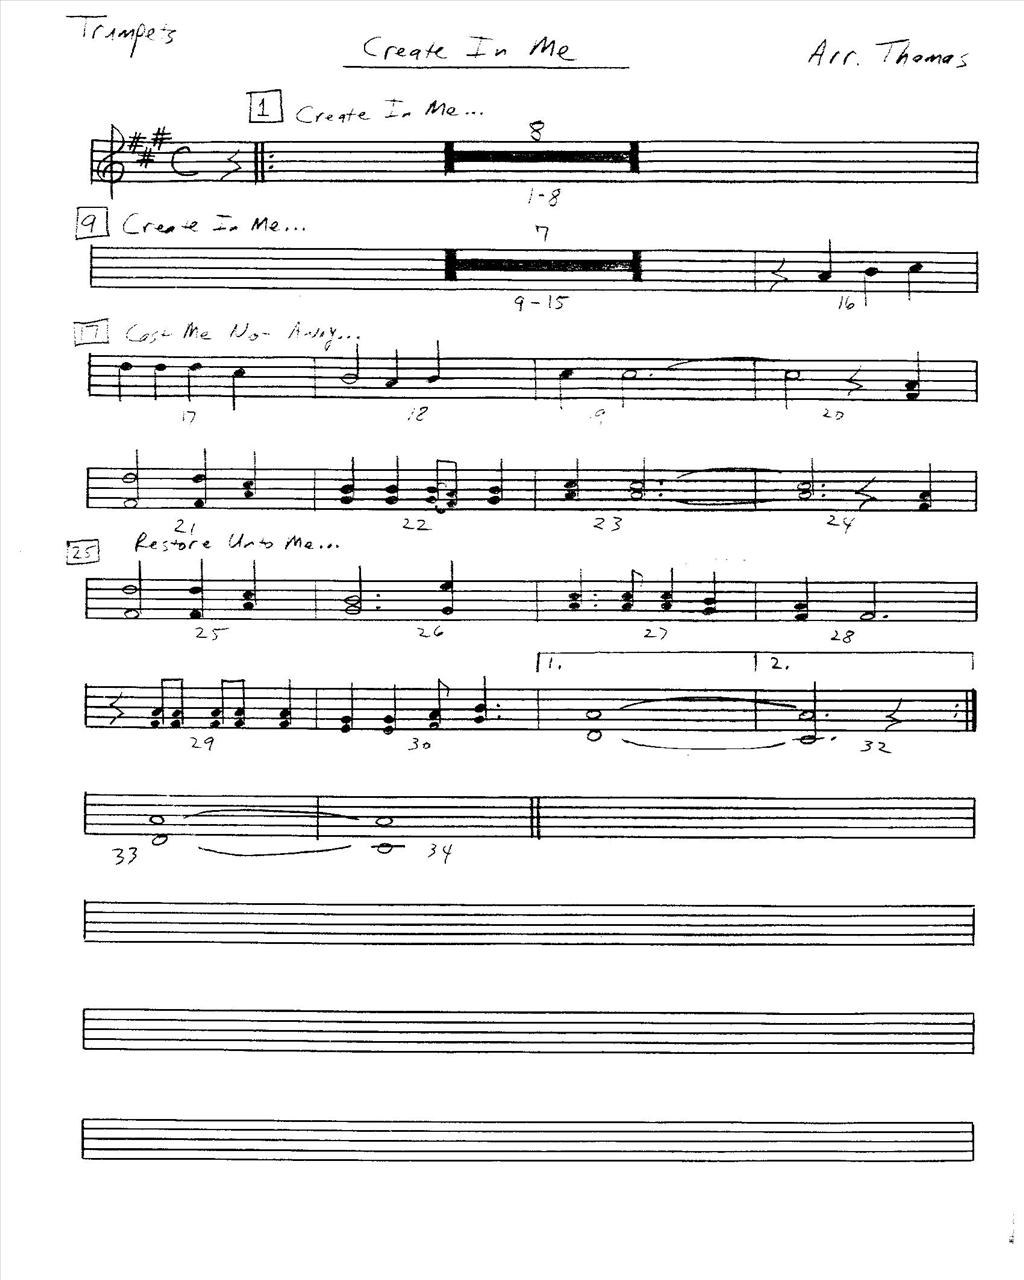 Trumpets
Create In Me
Arr. Thomas
1 Create In Me...
8
1-8
9 Create In Me...
7
9-15
16
17 Cast Me Not Away...
17 18 19 20
21 22 23 24
25 Restore Unto Me...
25 26 27 28
1. 2.
29 30 32
33 34